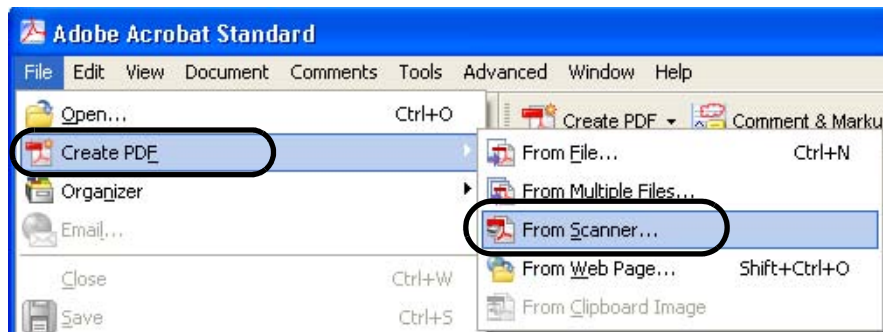 Adobe Acrobat Standard
File Edit View Document Comments Tools Advanced Window Help
Open... Ctrl+O
Create PDF
Organizer
Email...
Close Ctrl+W
Save Ctrl+S
Create PDF Comment & Marku
From File... Ctrl+N
From Multiple Files...
From Scanner...
From Web Page... Shift+Ctrl+O
From Clipboard Image